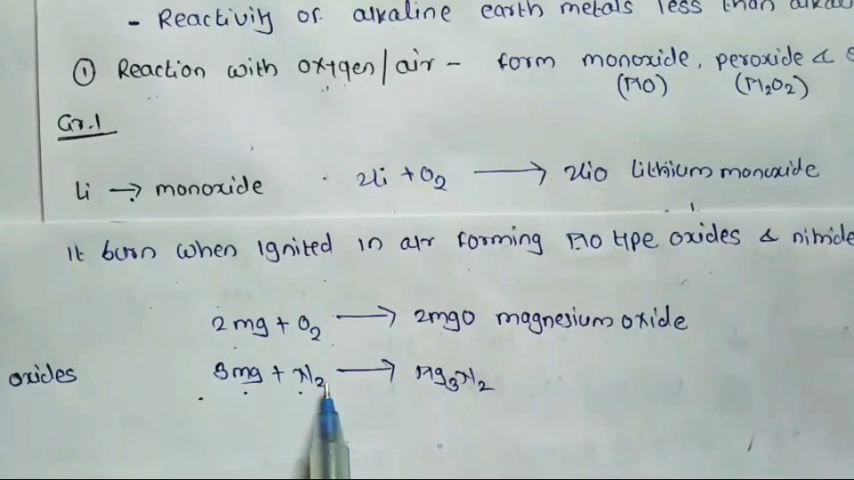 - Reactivity of alkaline earth metals less than
① Reaction with oxygen/air - form monoxide, peroxide &
(MO) (M2O2)
Gr.1
Li → monoxide 2Li + O2 → 2LiO Lithium monoxide
It burn when ignited in air forming MO type oxides & nitride
2mg + O2 → 2mgO magnesium oxide
oxides 3mg + N2 → Mg3N2